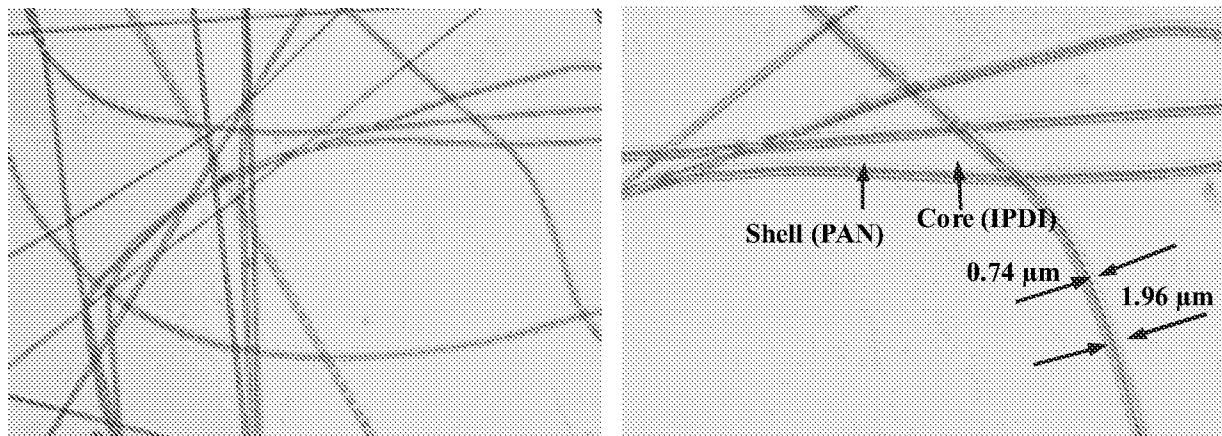 Shell (PAN)
Core (IPDI)
0.74 µm
1.96 µm